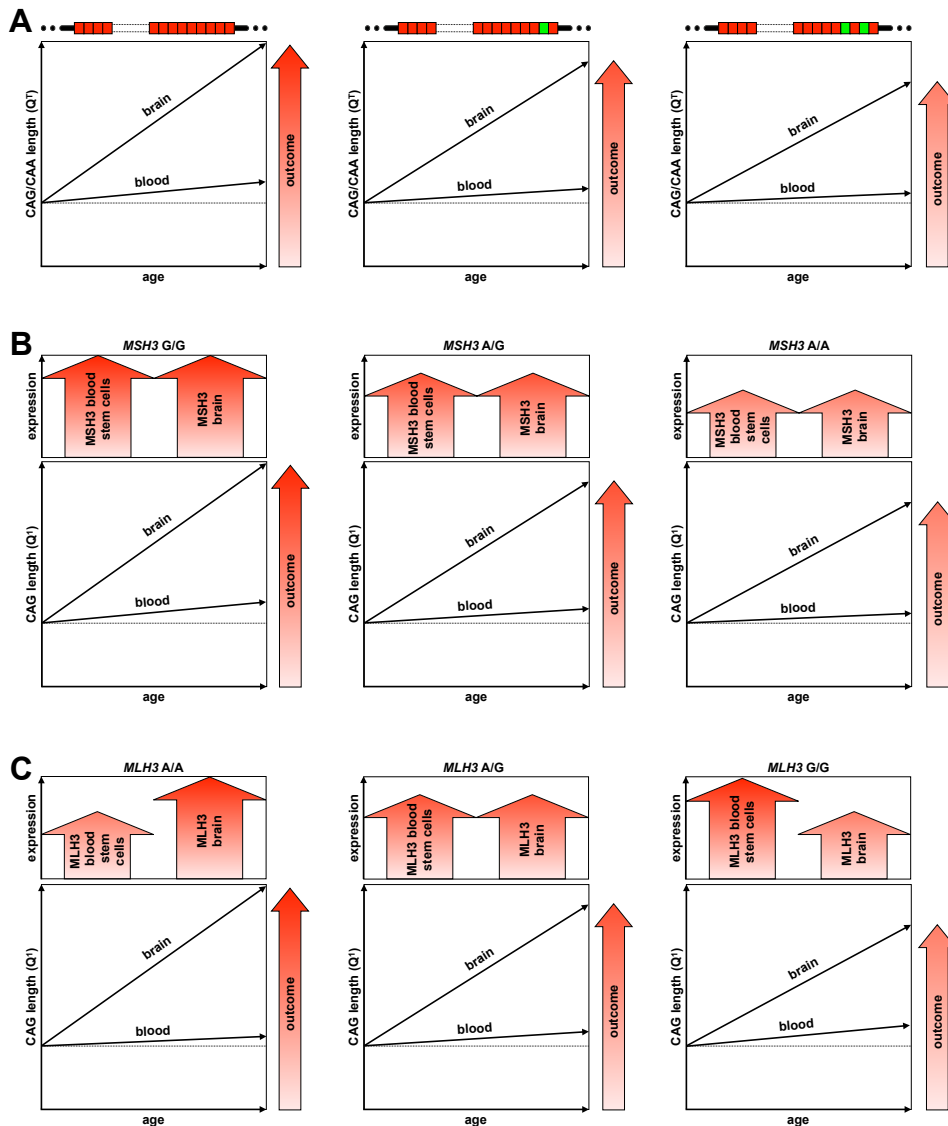 A
CAG/CAA length (Qᵀ)
brain
blood
age
outcome
CAG/CAA length (Qᵀ)
brain
blood
age
outcome
CAG/CAA length (Qᵀ)
brain
blood
age
outcome
B
MSH3 G/G
expression
MSH3 blood
stem cells
MSH3
brain
CAG length (Q¹)
brain
blood
age
outcome
MSH3 A/G
expression
MSH3 blood
stem cells
MSH3
brain
CAG length (Q¹)
brain
blood
age
outcome
MSH3 A/A
expression
MSH3
blood
stem
cells
MSH3
brain
CAG length (Q¹)
brain
blood
age
outcome
C
MLH3 A/A
expression
MLH3
blood
stem
cells
MLH3
brain
CAG length (Q¹)
brain
blood
age
outcome
MLH3 A/G
expression
MLH3 blood
stem cells
MLH3
brain
CAG length (Q¹)
brain
blood
age
outcome
MLH3 G/G
expression
MLH3 blood
stem cells
MLH3
brain
CAG length (Q¹)
brain
blood
age
outcome